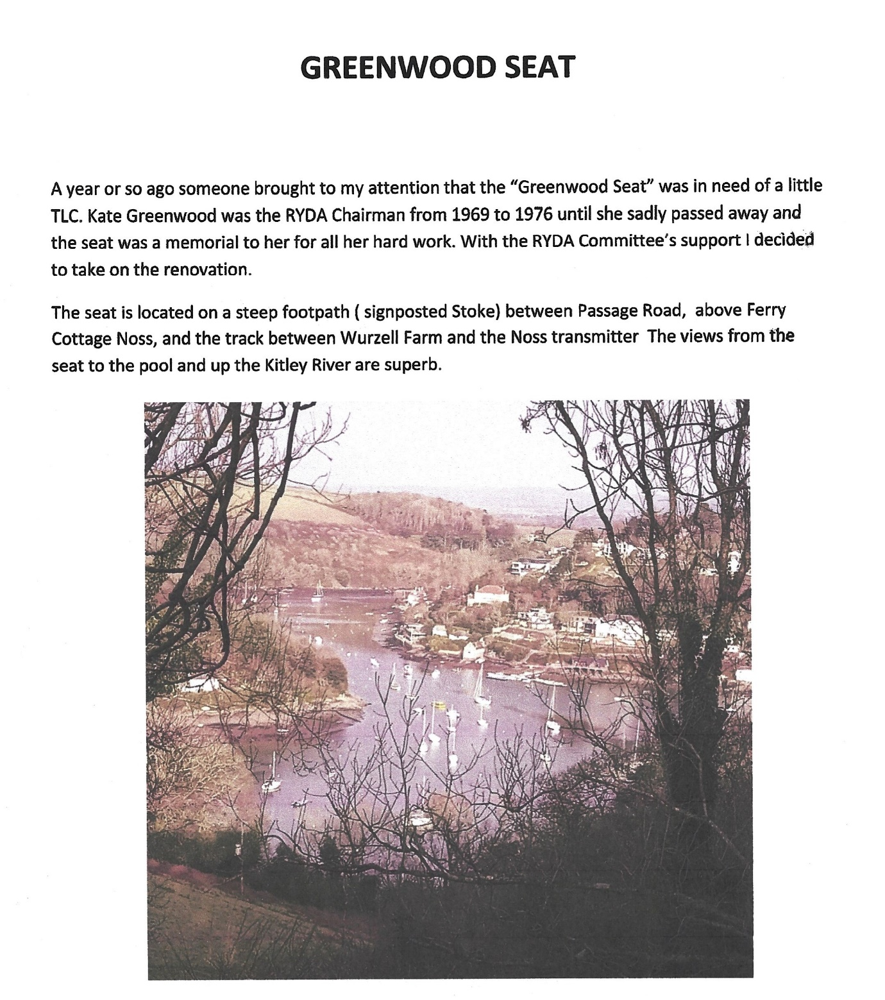 GREENWOOD SEAT
A year or so ago someone brought to my attention that the “Greenwood Seat” was in need of a little
TLC. Kate Greenwood was the RYDA Chairman from 1969 to 1976 until she sadly passed away and
the seat was a memorial to her for all her hard work. With the RYDA Committee’s support I decided
to take on the renovation.
The seat is located on a steep footpath ( signposted Stoke) between Passage Road,  above Ferry
Cottage Noss, and the track between Wurzell Farm and the Noss transmitter  The views from the
seat to the pool and up the Kitley River are superb.